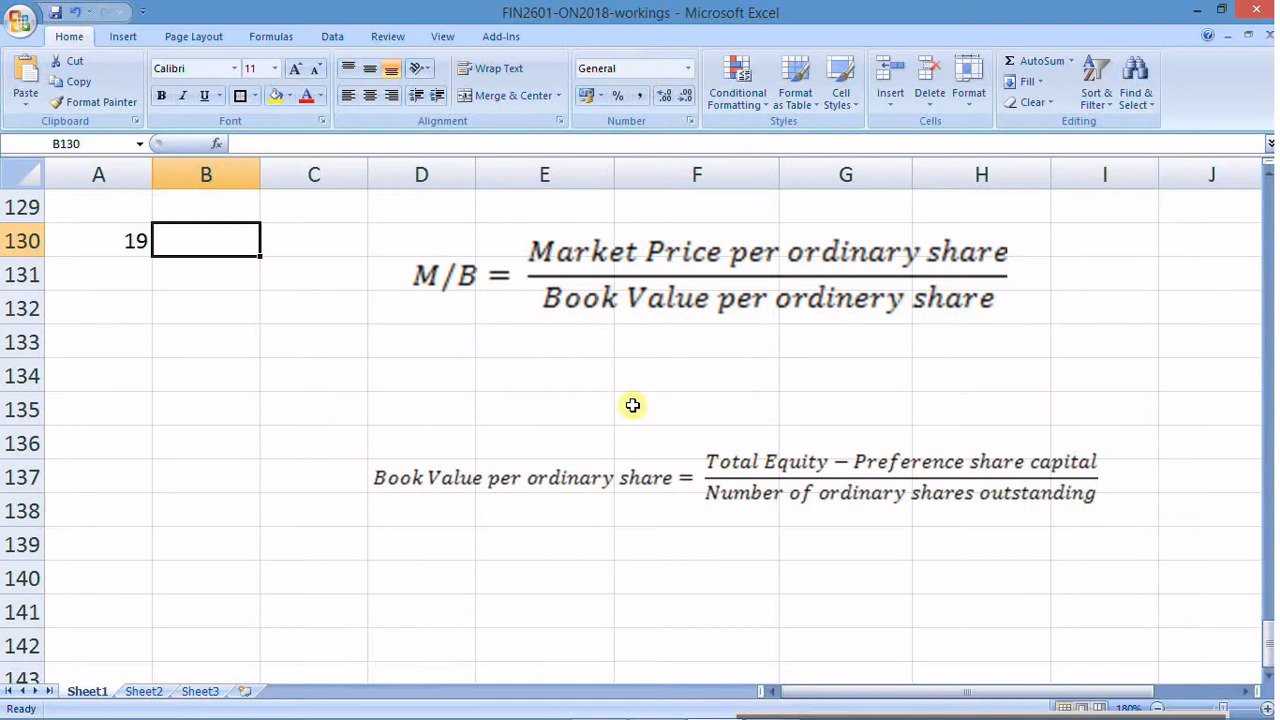 FIN2601-ON2018-workings - Microsoft Excel
Home Insert Page Layout Formulas Data Review View Add-Ins
Paste Cut Copy Format Painter Clipboard
Calibri 11 A A B I U A Font
Wrap Text Merge & Center Alignment
General % , Number
Conditional Formatting Format as Table Cell Styles Styles
Insert Delete Format Cells
Σ AutoSum Fill Clear Sort & Filter Find & Select Editing
B130 fx
A B C D E F G H I J
129
130 19
131
132
133
134
135
136
137
138
139
140
141
142
143
M/B = Market Price per ordinary share
Book Value per ordinery share
Book Value per ordinary share = Total Equity − Preference share capital
Number of ordinary shares outstanding
Sheet1 Sheet2 Sheet3
Ready 180%